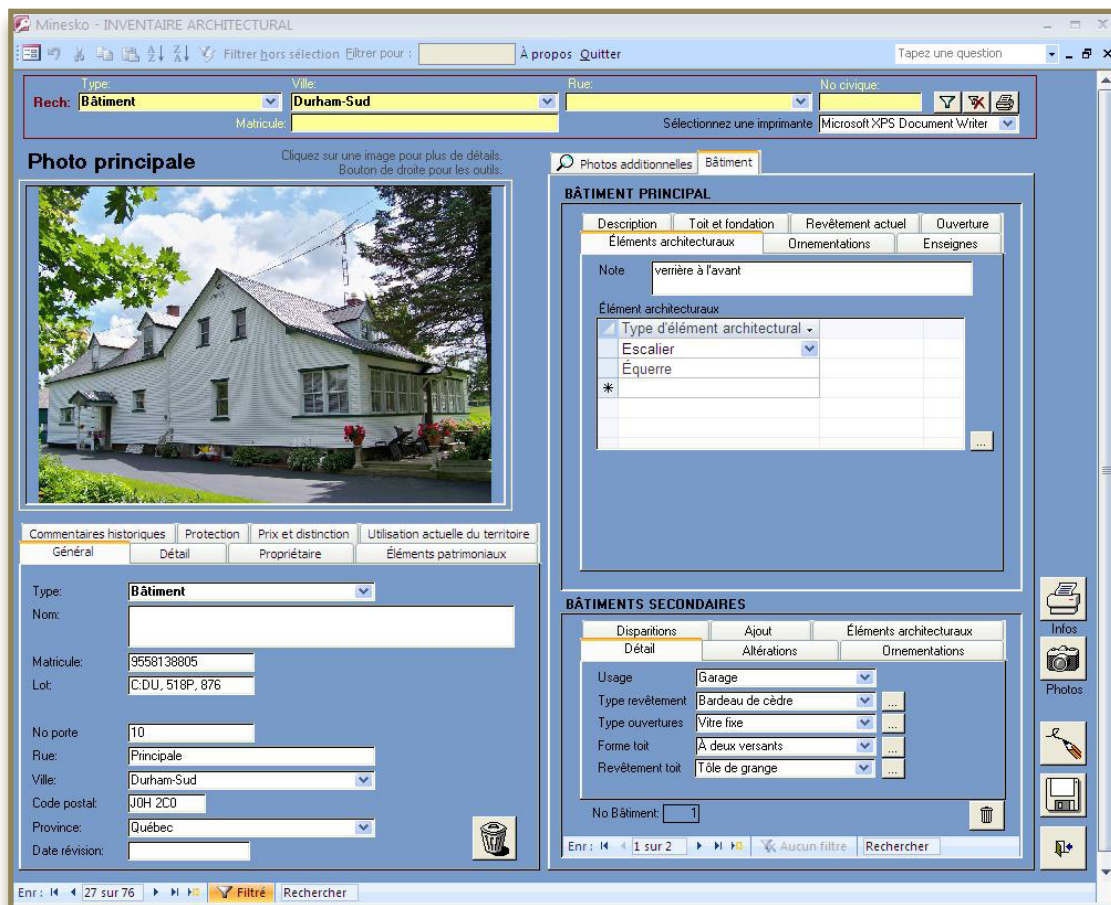 Minesko - INVENTAIRE ARCHITECTURAL
Filtrer hors sélection Filtrer pour : À propos Quitter Tapez une question
Type: Ville: Rue: No civique:
Rech: Bâtiment Durham-Sud
Matricule: Sélectionnez une imprimante Microsoft XPS Document Writer
Photo principale
Cliquez sur une image pour plus de détails.
Bouton de droite pour les outils.
Photos additionnelles Bâtiment
BÂTIMENT PRINCIPAL
Description Toit et fondation Revêtement actuel Ouverture
Éléments architecturaux Ornementations Enseignes
Note verrière à l'avant
Élément architecturaux
Type d'élément architectural
Escalier
Équerre
...
Commentaires historiques Protection Prix et distinction Utilisation actuelle du territoire
Général Détail Propriétaire Éléments patrimoniaux
Type: Bâtiment
Nom:
Matricule: 9558138805
Lot: C:DU, 518P, 876
No porte 10
Rue: Principale
Ville: Durham-Sud
Code postal: J0H 2C0
Province: Québec
Date révision:
BÂTIMENTS SECONDAIRES
Disparitions Ajout Éléments architecturaux
Détail Altérations Ornementations
Usage Garage
Type revêtement Bardeau de cèdre ...
Type ouvertures Vitre fixe ...
Forme toit À deux versants ...
Revêtement toit Tôle de grange ...
No Bâtiment: 1
Enr : 1 sur 2 Aucun filtre Rechercher
Infos
Photos
Enr : 27 sur 76 Filtré Rechercher